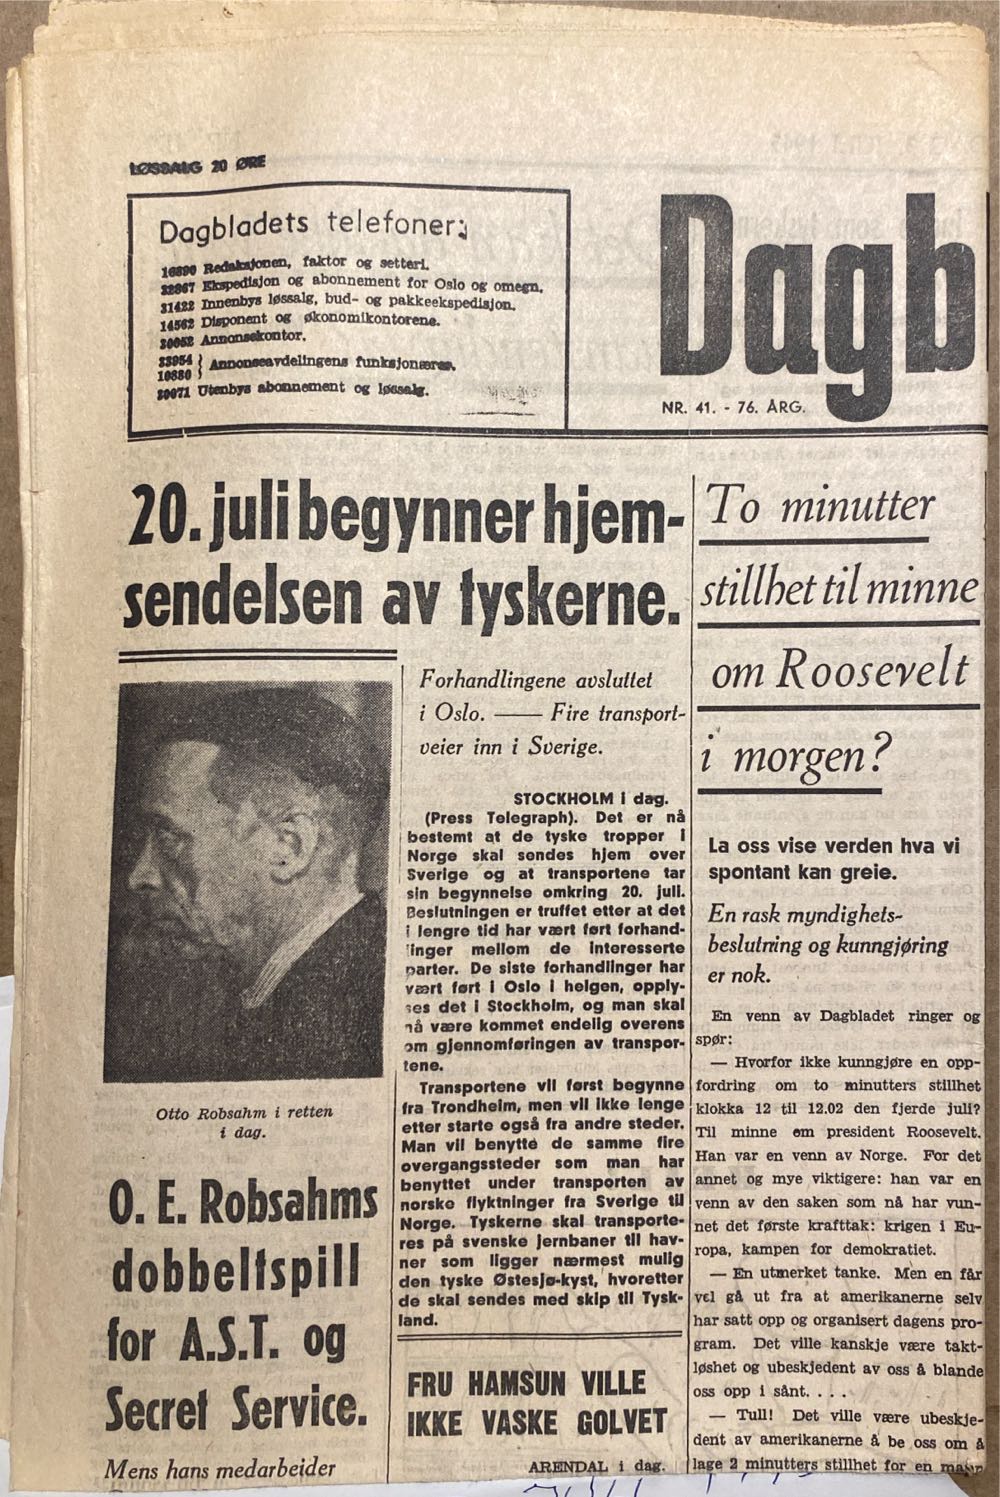 LØSSALG 20 ØRE
Dagbladets telefoner:
16890 Redaksjonen, faktor og setteri.
32867 Ekspedisjon og abonnement for Oslo og omegn.
31422 Innenbys løssalg, bud- og pakkeekspedisjon.
14562 Disponent og økonomikontorene.
30052 Annonsekontor.
33954 } Annonseavdelingens funksjonærer.
10880 }
20071 Utenbys abonnement og løssalg.
Dagb
NR. 41. - 76. ÅRG.
20. juli begynner hjem-
sendelsen av tyskerne.
Otto Robsahm i retten
i dag.
O. E. Robsahms
dobbeltspill
for A.S.T. og
Secret Service.
Mens hans medarbeider
Forhandlingene avsluttet
i Oslo. —— Fire transport-
veier inn i Sverige.
STOCKHOLM i dag.
(Press Telegraph). Det er nå
bestemt at de tyske tropper i
Norge skal sendes hjem over
Sverige og at transportene tar
sin begynnelse omkring 20. juli.
Beslutningen er truffet etter at det
i lengre tid har vært ført forhand-
linger mellom de interesserte
parter. De siste forhandlinger har
vært ført i Oslo i helgen, opply-
ses det i Stockholm, og man skal
nå være kommet endelig overens
om gjennomføringen av transpor-
tene.
Transportene vil først begynne
fra Trondheim, men vil ikke lenge
etter starte også fra andre steder.
Man vil benytte de samme fire
overgangssteder som man har
benyttet under transporten av
norske flyktninger fra Sverige til
Norge. Tyskerne skal transporte-
res på svenske jernbaner til hav-
ner som ligger nærmest mulig
den tyske Østesjø-kyst, hvoretter
de skal sendes med skip til Tysk-
land.
FRU HAMSUN VILLE
IKKE VASKE GOLVET
ARENDAL i dag.
To minutter
stillhet til minne
om Roosevelt
i morgen?
La oss vise verden hva vi
spontant kan greie.
En rask myndighets-
beslutning og kunngjøring
er nok.
En venn av Dagbladet ringer og
spør:
— Hvorfor ikke kunngjøre en opp-
fordring om to minutters stillhet
klokka 12 til 12.02 den fjerde juli?
Til minne om president Roosevelt.
Han var en venn av Norge. For det
annet og mye viktigere: han var en
venn av den saken som nå har vun-
net det første krafttak: krigen i Eu-
ropa, kampen for demokratiet.
— En utmerket tanke. Men en får
vel gå ut fra at amerikanerne selv
har satt opp og organisert dagens pro-
gram. Det ville kanskje være takt-
løshet og ubeskjedent av oss å blande
oss opp i sånt. . . .
— Tull! Det ville være ubeskje-
dent av amerikanerne å be oss om å
lage 2 minutters stillhet for en mann